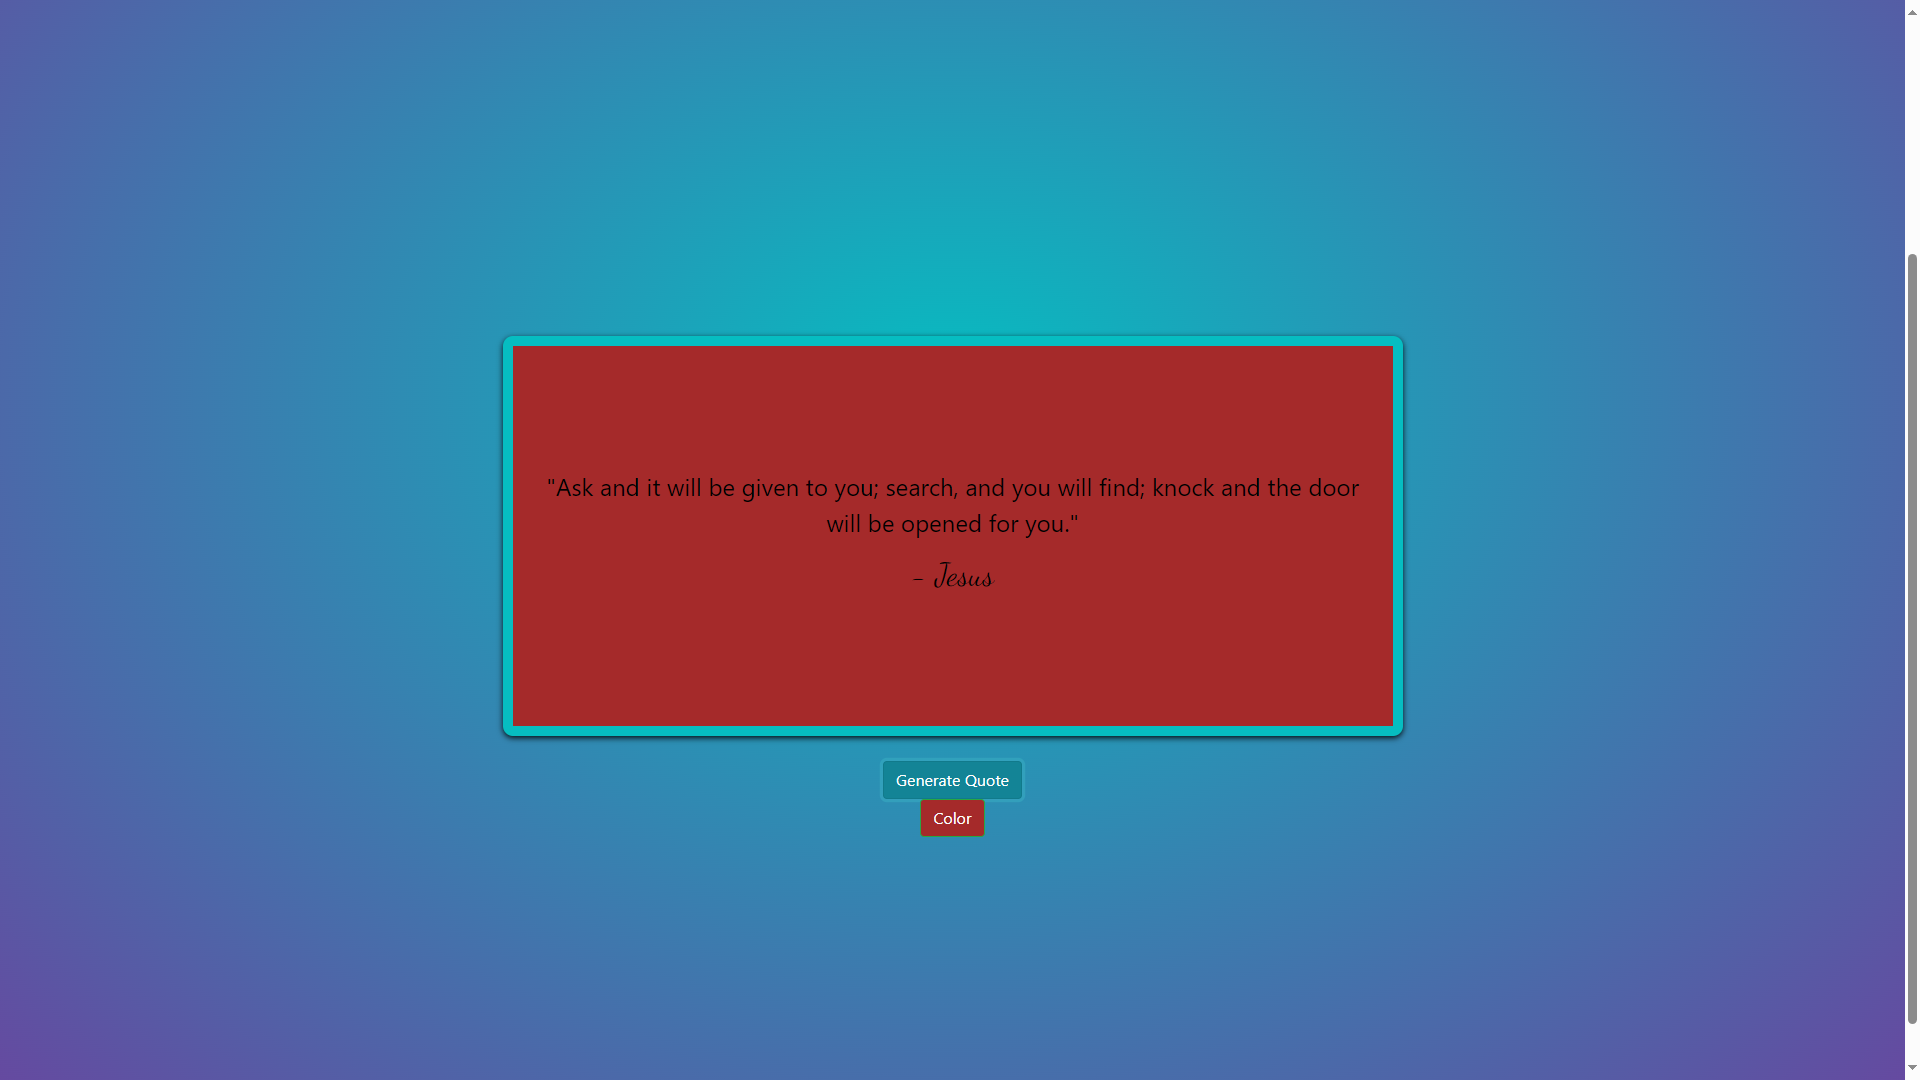 "Ask and it will be given to you; search, and you will find; knock and the door
will be opened for you."
- Jesus
Generate Quote
Color